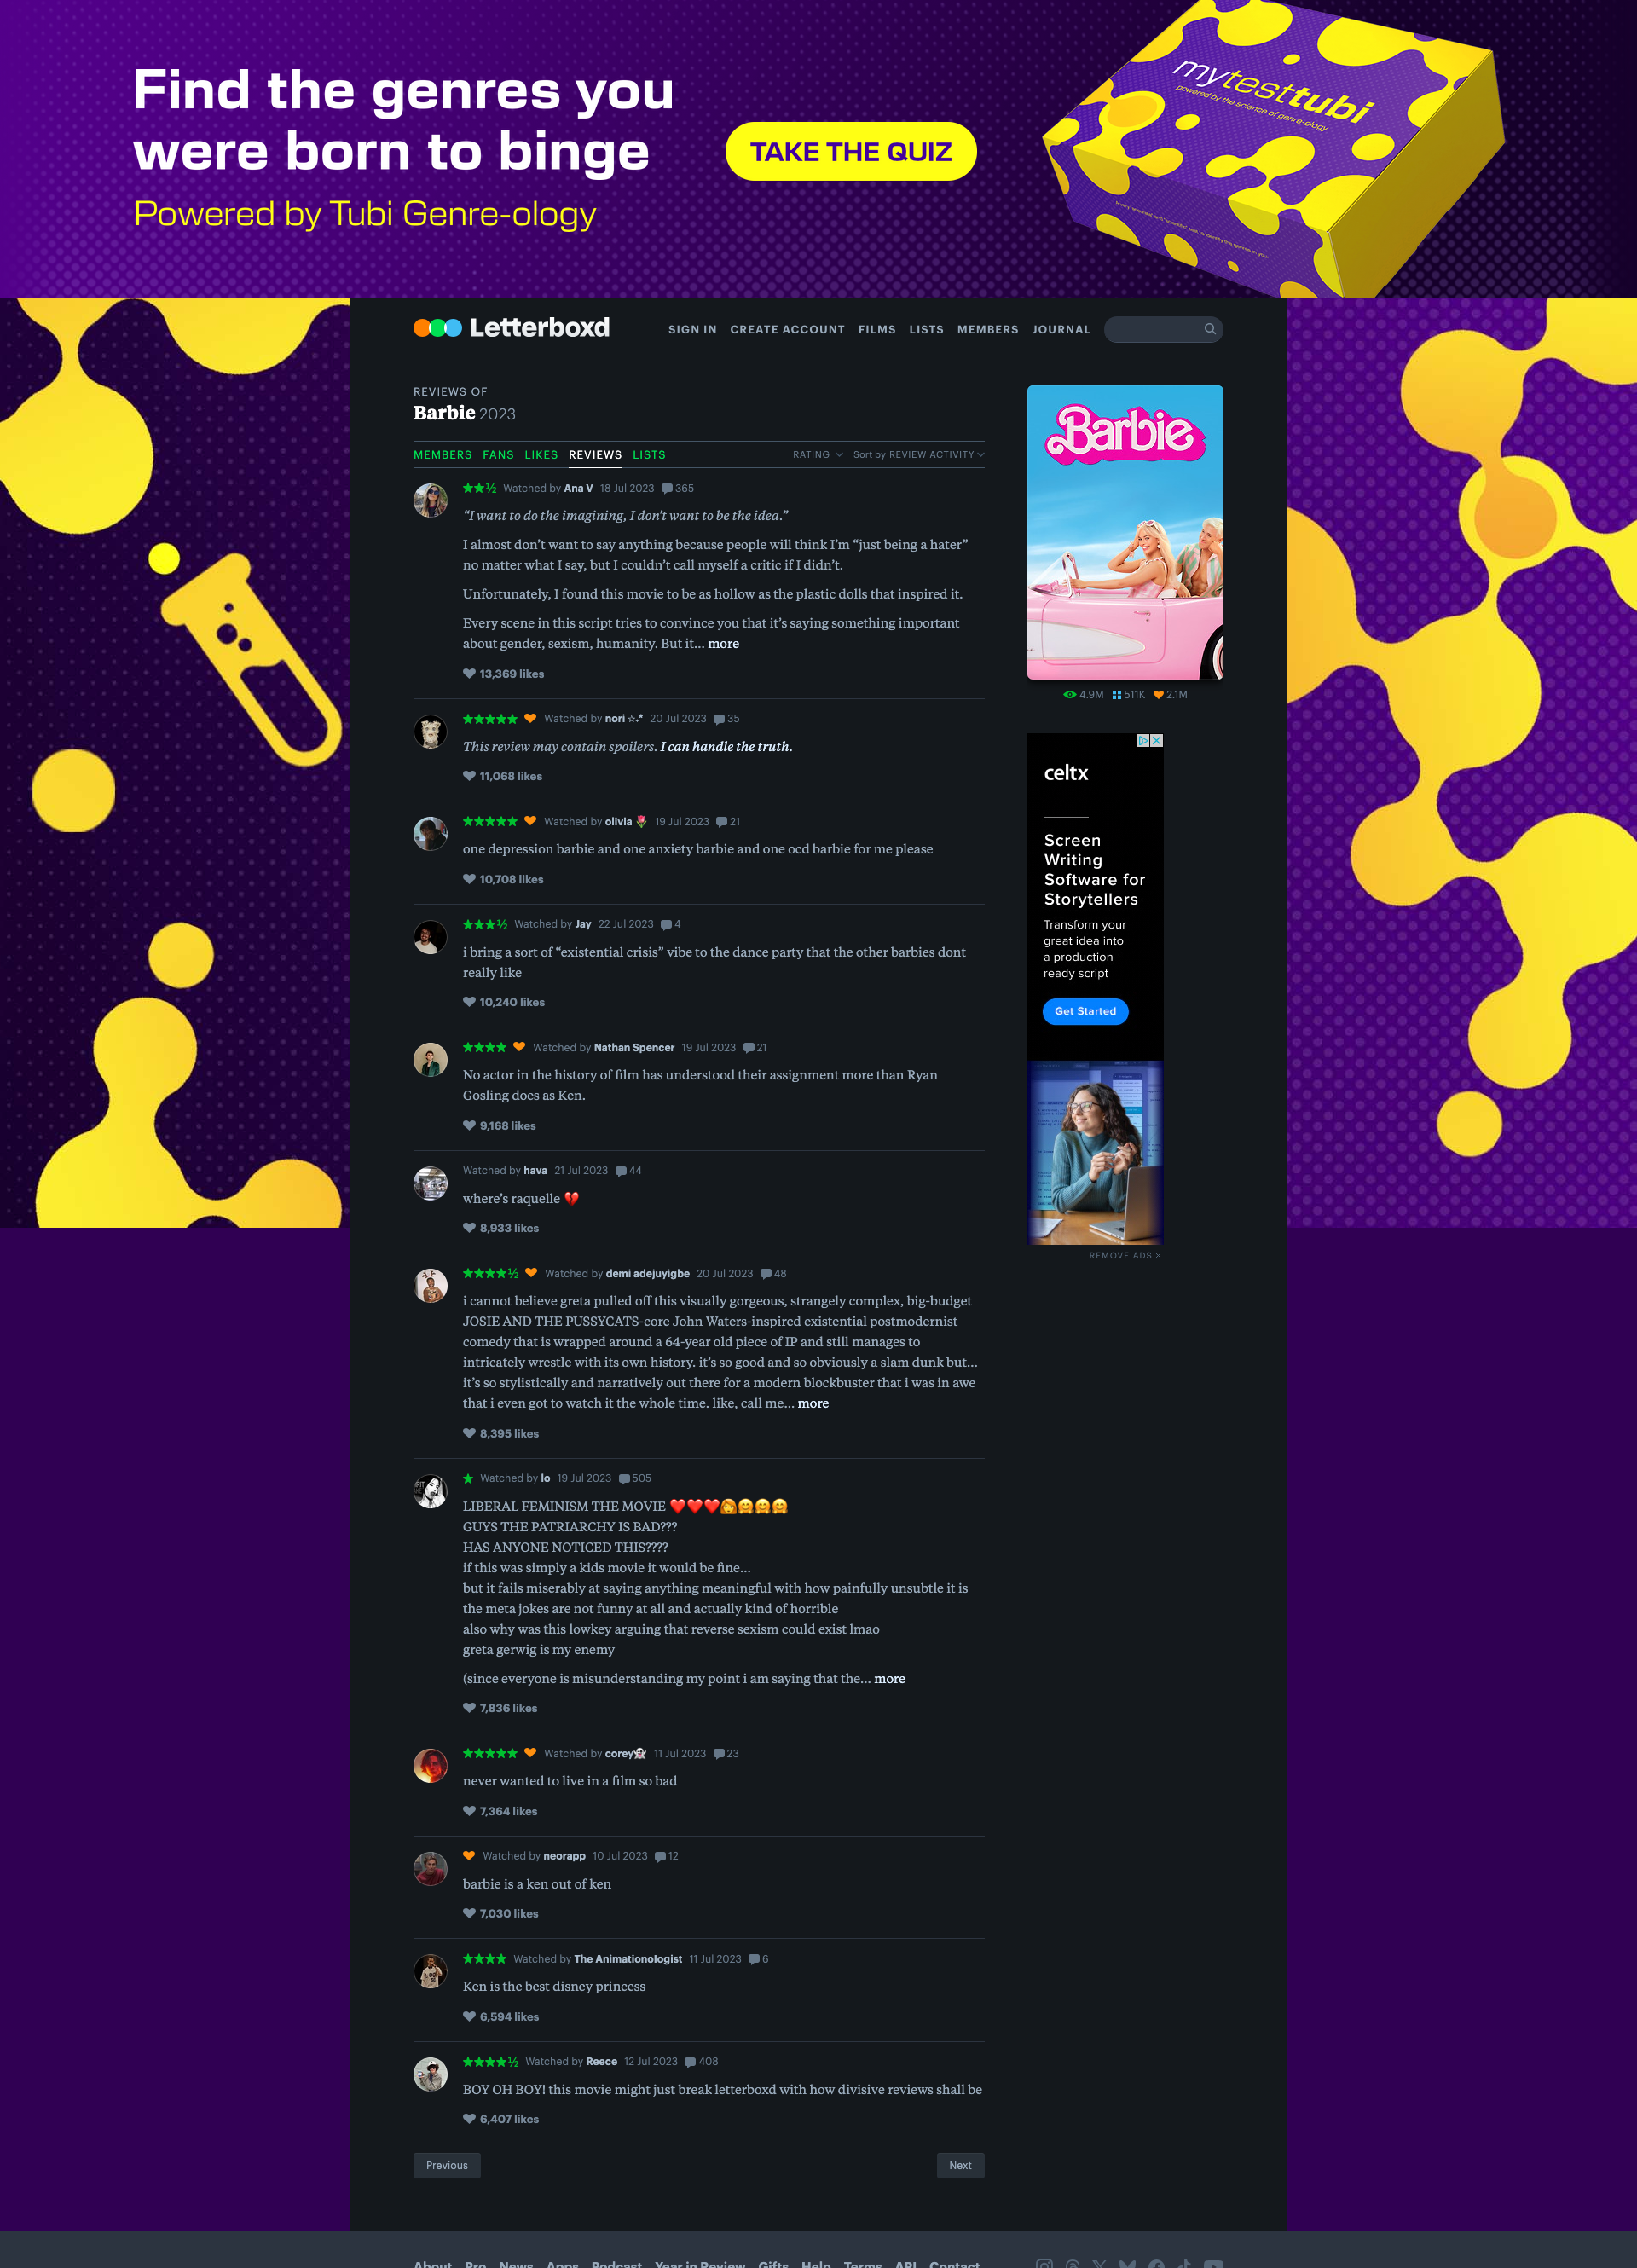 Find the genres you
were born to binge
Powered by Tubi Genre-ology
TAKE THE QUIZ
mytesttubi
powered by the science of genre-ology
Letterboxd
SIGN IN CREATE ACCOUNT FILMS LISTS MEMBERS JOURNAL
REVIEWS OF
Barbie 2023
MEMBERS FANS LIKES REVIEWS LISTS
RATING Sort by REVIEW ACTIVITY
★★½ Watched by Ana V 18 Jul 2023 365
“I want to do the imagining, I don’t want to be the idea.”
I almost don’t want to say anything because people will think I’m “just being a hater”
no matter what I say, but I couldn’t call myself a critic if I didn’t.
Unfortunately, I found this movie to be as hollow as the plastic dolls that inspired it.
Every scene in this script tries to convince you that it’s saying something important
about gender, sexism, humanity. But it… more
13,369 likes
★★★★★ Watched by nori ☆.* 20 Jul 2023 35
This review may contain spoilers. I can handle the truth.
11,068 likes
★★★★★ Watched by olivia 🌷 19 Jul 2023 21
one depression barbie and one anxiety barbie and one ocd barbie for me please
10,708 likes
★★★½ Watched by Jay 22 Jul 2023 4
i bring a sort of “existential crisis” vibe to the dance party that the other barbies dont
really like
10,240 likes
★★★★ Watched by Nathan Spencer 19 Jul 2023 21
No actor in the history of film has understood their assignment more than Ryan
Gosling does as Ken.
9,168 likes
Watched by hava 21 Jul 2023 44
where’s raquelle 💔
8,933 likes
★★★★½ Watched by demi adejuyigbe 20 Jul 2023 48
i cannot believe greta pulled off this visually gorgeous, strangely complex, big-budget
JOSIE AND THE PUSSYCATS-core John Waters-inspired existential postmodernist
comedy that is wrapped around a 64-year old piece of IP and still manages to
intricately wrestle with its own history. it’s so good and so obviously a slam dunk but…
it’s so stylistically and narratively out there for a modern blockbuster that i was in awe
that i even got to watch it the whole time. like, call me… more
8,395 likes
★ Watched by lo 19 Jul 2023 505
LIBERAL FEMINISM THE MOVIE ❤️❤️❤️🙆‍♀️🤗🤗🤗
GUYS THE PATRIARCHY IS BAD???
HAS ANYONE NOTICED THIS????
if this was simply a kids movie it would be fine…
but it fails miserably at saying anything meaningful with how painfully unsubtle it is
the meta jokes are not funny at all and actually kind of horrible
also why was this lowkey arguing that reverse sexism could exist lmao
greta gerwig is my enemy
(since everyone is misunderstanding my point i am saying that the… more
7,836 likes
★★★★★ Watched by corey👻 11 Jul 2023 23
never wanted to live in a film so bad
7,364 likes
Watched by neorapp 10 Jul 2023 12
barbie is a ken out of ken
7,030 likes
★★★★ Watched by The Animationologist 11 Jul 2023 6
Ken is the best disney princess
6,594 likes
★★★★½ Watched by Reece 12 Jul 2023 408
BOY OH BOY! this movie might just break letterboxd with how divisive reviews shall be
6,407 likes
Previous Next
Barbie
4.9M 511K 2.1M
celtx
Screen
Writing
Software for
Storytellers
Transform your
great idea into
a production-
ready script
Get Started
REMOVE ADS
About Pro News Apps Podcast Year in Review Gifts Help Terms API Contact